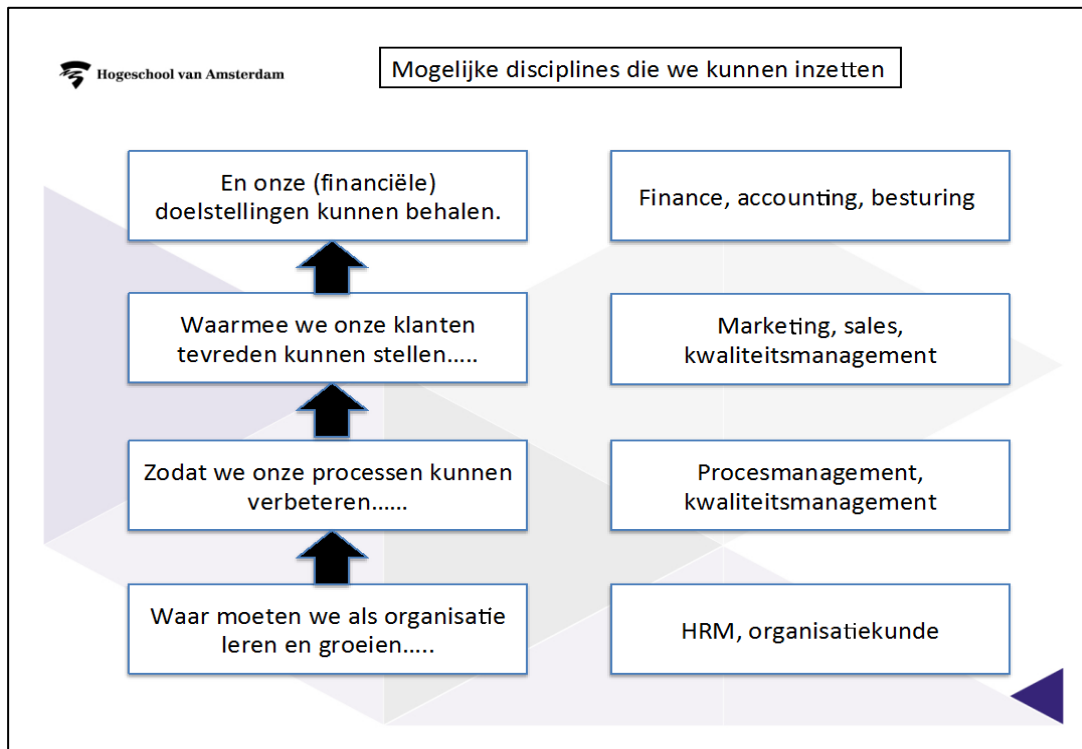 Hogeschool van Amsterdam
Mogelijke disciplines die we kunnen inzetten
En onze (financiële)
doelstellingen kunnen behalen.
Finance, accounting, besturing
Waarmee we onze klanten
tevreden kunnen stellen.....
Marketing, sales,
kwaliteitsmanagement
Zodat we onze processen kunnen
verbeteren......
Procesmanagement,
kwaliteitsmanagement
Waar moeten we als organisatie
leren en groeien.....
HRM, organisatiekunde